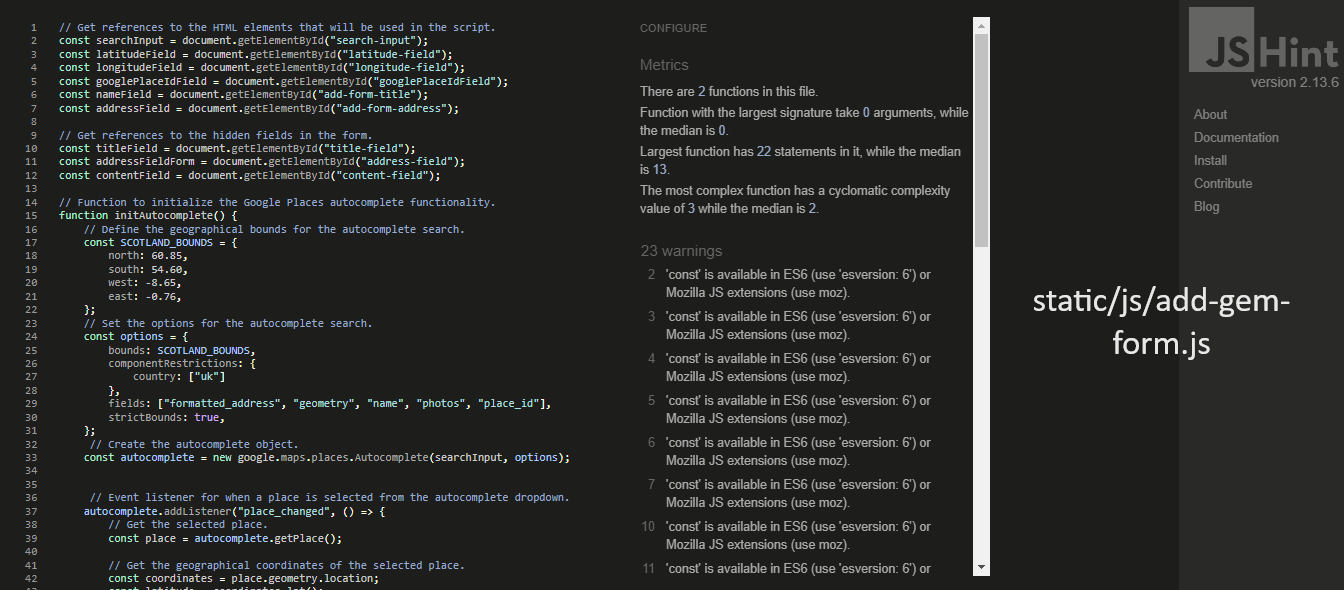 1 // Get references to the HTML elements that will be used in the script.
2 const searchInput = document.getElementById("search-input");
3 const latitudeField = document.getElementById("latitude-field");
4 const longitudeField = document.getElementById("longitude-field");
5 const googlePlaceIdField = document.getElementById("googlePlaceIdField");
6 const nameField = document.getElementById("add-form-title");
7 const addressField = document.getElementById("add-form-address");
8
9 // Get references to the hidden fields in the form.
10 const titleField = document.getElementById("title-field");
11 const addressFieldForm = document.getElementById("address-field");
12 const contentField = document.getElementById("content-field");
13
14 // Function to initialize the Google Places autocomplete functionality.
15 function initAutocomplete() {
16 // Define the geographical bounds for the autocomplete search.
17 const SCOTLAND_BOUNDS = {
18 north: 60.85,
19 south: 54.60,
20 west: -8.65,
21 east: -0.76,
22 };
23 // Set the options for the autocomplete search.
24 const options = {
25 bounds: SCOTLAND_BOUNDS,
26 componentRestrictions: {
27 country: ["uk"]
28 },
29 fields: ["formatted_address", "geometry", "name", "photos", "place_id"],
30 strictBounds: true,
31 };
32 // Create the autocomplete object.
33 const autocomplete = new google.maps.places.Autocomplete(searchInput, options);
34
35
36 // Event listener for when a place is selected from the autocomplete dropdown.
37 autocomplete.addListener("place_changed", () => {
38 // Get the selected place.
39 const place = autocomplete.getPlace();
40
41 // Get the geographical coordinates of the selected place.
42 const coordinates = place.geometry.location;
CONFIGURE
Metrics
There are 2 functions in this file.
Function with the largest signature take 0 arguments, while
the median is 0.
Largest function has 22 statements in it, while the median
is 13.
The most complex function has a cyclomatic complexity
value of 3 while the median is 2.
23 warnings
2 'const' is available in ES6 (use 'esversion: 6') or
Mozilla JS extensions (use moz).
3 'const' is available in ES6 (use 'esversion: 6') or
Mozilla JS extensions (use moz).
4 'const' is available in ES6 (use 'esversion: 6') or
Mozilla JS extensions (use moz).
5 'const' is available in ES6 (use 'esversion: 6') or
Mozilla JS extensions (use moz).
6 'const' is available in ES6 (use 'esversion: 6') or
Mozilla JS extensions (use moz).
7 'const' is available in ES6 (use 'esversion: 6') or
Mozilla JS extensions (use moz).
10 'const' is available in ES6 (use 'esversion: 6') or
Mozilla JS extensions (use moz).
11 'const' is available in ES6 (use 'esversion: 6') or
static/js/add-gem-
form.js
JSHint
version 2.13.6
About
Documentation
Install
Contribute
Blog